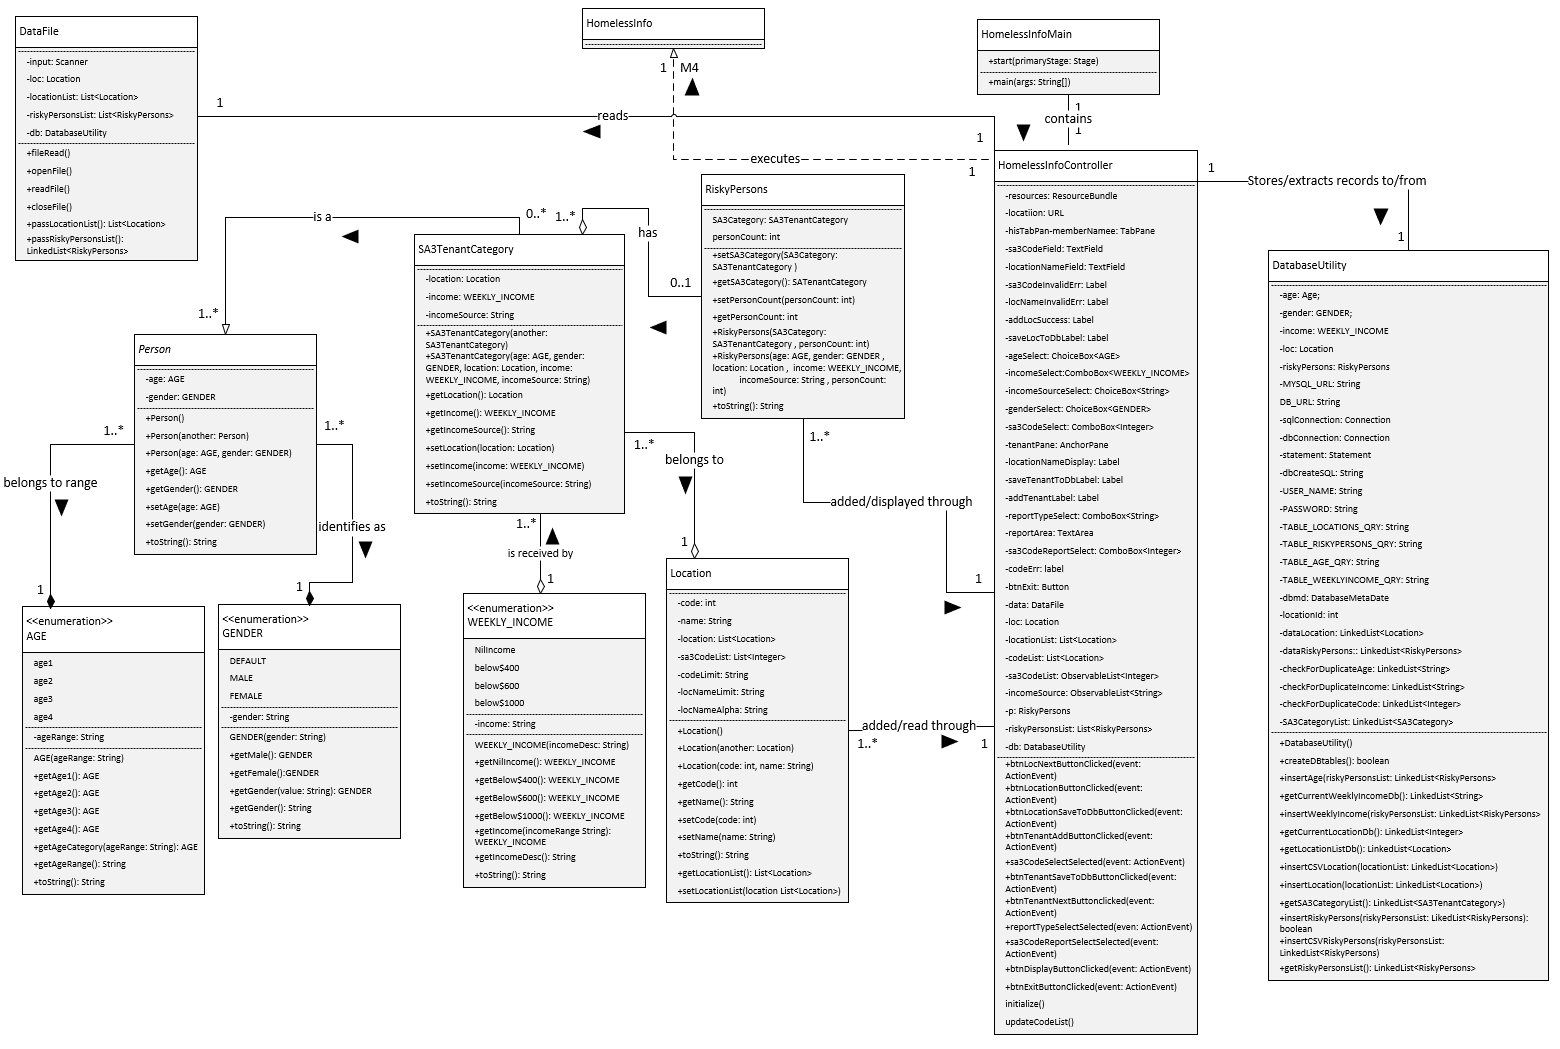 DataFile
-input: Scanner
-loc: Location
-locationList: List<Location>
-riskyPersonsList: List<RiskyPersons>
-db: DatabaseUtility
+fileRead()
+openFile()
+readFile()
+closeFile()
+passLocationList(): List<Location>
+passRiskyPersonsList():
LinkedList<RiskyPersons>
HomelessInfo
1
M4
HomelessInfoMain
+start(primaryStage: Stage)
+main(args: String[])
1
contains
1
1
reads
1
executes
1
HomelessInfoController
-resources: ResourceBundle
-locatiion: URL
-hisTabPan-memberNamee: TabPane
-sa3CodeField: TextField
-locationNameField: TextField
-sa3CodeInvalidErr: Label
-locNameInvalidErr: Label
-addLocSuccess: Label
-saveLocToDbLabel: Label
-ageSelect: ChoiceBox<AGE>
-incomeSelect:ComboBox<WEEKLY_INCOME>
-incomeSourceSelect: ChoiceBox<String>
-genderSelect: ChoiceBox<GENDER>
-sa3CodeSelect: ComboBox<Integer>
-tenantPane: AnchorPane
-locationNameDisplay: Label
-saveTenantToDbLabel: Label
-addTenantLabel: Label
-reportTypeSelect: ComboBox<String>
-reportArea: TextArea
-sa3CodeReportSelect: ComboBox<Integer>
-codeErr: label
-btnExit: Button
-data: DataFile
-loc: Location
-locationList: List<Location>
-codeList: List<Location>
-sa3CodeList: ObservableList<Integer>
-incomeSource: ObservableList<String>
-p: RiskyPersons
-riskyPersonsList: List<RiskyPersons>
-db: DatabaseUtility
+btnLocNextButtonClicked(event:
ActionEvent)
+btnLocationButtonClicked(event:
ActionEvent)
+btnLocationSaveToDbButtonClicked(event:
ActionEvent)
+btnTenantAddButtonClicked(event:
ActionEvent)
+sa3CodeSelectSelected(event: ActionEvent)
+btnTenantSaveToDbButtonClicked(event:
ActionEvent)
+btnTenantNextButtonclicked(event:
ActionEvent)
+reportTypeSelectSelected(even: ActionEvent)
+sa3CodeReportSelectSelected(event:
ActionEvent)
+btnDisplayButtonClicked(event: ActionEvent)
+btnExitButtonClicked(event: ActionEvent)
initialize()
updateCodeList()
1
Stores/extracts records to/from
1
DatabaseUtility
-age: Age;
-gender: GENDER;
-income: WEEKLY_INCOME
-loc: Location
-riskyPersons: RiskyPersons
-MYSQL_URL: String
DB_URL: String
-sqlConnection: Connection
-dbConnection: Connection
-statement: Statement
-dbCreateSQL: String
-USER_NAME: String
-PASSWORD: String
-TABLE_LOCATIONS_QRY: String
-TABLE_RISKYPERSONS_QRY: String
-TABLE_AGE_QRY: String
-TABLE_WEEKLYINCOME_QRY: String
-dbmd: DatabaseMetaDate
-locationId: int
-dataLocation: LinkedList<Location>
-dataRiskyPersons:: LinkedList<RiskyPersons>
-checkForDuplicateAge: LinkedList<String>
-checkForDuplicateIncome: LinkedList<String>
-checkForDuplicateCode: LinkedList<Integer>
-SA3CategoryList: LinkedList<SA3Category>
+DatabaseUtility()
+createDBtables(): boolean
+insertAge(riskyPersonsList: LinkedList<RiskyPersons>
+getCurrentWeeklyIncomeDb(): LinkedList<String>
+insertWeeklyIncome(riskyPersonsList: LinkedList<RiskyPersons>
+getCurrentLocationDb(): LinkedList<Integer>
+getLocationListDb(): LinkedList<Location>
+insertCSVLocation(locationList: LinkedList<Location>)
+insertLocation(locationList: LinkedList<Location>)
+getSA3CategoryList(): LinkedList<SA3TenantCategory>)
+insertRiskyPersons(riskyPersonsList: LikedList<RiskyPersons):
boolean
+insertCSVRiskyPersons(riskyPersonsList:
LinkedList<RiskyPersons)
+getRiskyPersonsList(): LinkedList<RiskyPersons>
RiskyPersons
SA3Category: SA3TenantCategory
personCount: int
+setSA3Category(SA3Category:
SA3TenantCategory )
+getSA3Category(): SATenantCategory
+setPersonCount(personCount: int)
+getPersonCount: int
+RiskyPersons(SA3Category:
SA3TenantCategory , personCount: int)
+RiskyPersons(age: AGE, gender: GENDER ,
location: Location , income: WEEKLY_INCOME,
incomeSource: String , personCount:
int)
+toString(): String
1..*
added/displayed through
1
is a
0..*
1..*
has
0..1
1..*
SA3TenantCategory
-location: Location
-income: WEEKLY_INCOME
-incomeSource: String
+SA3TenantCategory(another:
SA3TenantCategory)
+SA3TenantCategory(age: AGE, gender:
GENDER, location: Location, income:
WEEKLY_INCOME, incomeSource: String)
+getLocation(): Location
+getIncome(): WEEKLY_INCOME
+getIncomeSource(): String
+setLocation(location: Location)
+setIncome(income: WEEKLY_INCOME)
+setIncomeSource(incomeSource: String)
+toString(): String
1..*
belongs to
1
1..*
is received by
1
Person
-age: AGE
-gender: GENDER
+Person()
+Person(another: Person)
+Person(age: AGE, gender: GENDER)
+getAge(): AGE
+getGender(): GENDER
+setAge(age: AGE)
+setGender(gender: GENDER)
+toString(): String
1..*
belongs to range
1
1..*
identifies as
1
<<enumeration>>
AGE
age1
age2
age3
age4
-ageRange: String
AGE(ageRange: String)
+getAge1(): AGE
+getAge2(): AGE
+getAge3(): AGE
+getAge4(): AGE
+getAgeCategory(ageRange: String): AGE
+getAgeRange(): String
+toString(): String
<<enumeration>>
GENDER
DEFAULT
MALE
FEMALE
-gender: String
GENDER(gender: String)
+getMale(): GENDER
+getFemale():GENDER
+getGender(value: String): GENDER
+getGender(): String
+toString(): String
<<enumeration>>
WEEKLY_INCOME
NilIncome
below$400
below$600
below$1000
-income: String
WEEKLY_INCOME(incomeDesc: String)
+getNilIncome(): WEEKLY_INCOME
+getBelow$400(): WEEKLY_INCOME
+getBelow$600(): WEEKLY_INCOME
+getBelow$1000(): WEEKLY_INCOME
+getIncome(incomeRange String):
WEEKLY_INCOME
+getIncomeDesc(): String
+toString(): String
Location
-code: int
-name: String
-location: List<Location>
-sa3CodeList: List<Integer>
-codeLimit: String
-locNameLimit: String
-locNameAlpha: String
+Location()
+Location(another: Location)
+Location(code: int, name: String)
+getCode(): int
+getName(): String
+setCode(code: int)
+setName(name: String)
+toString(): String
+getLocationList(): List<Location>
+setLocationList(location List<Location>)
added/read through
1..*
1